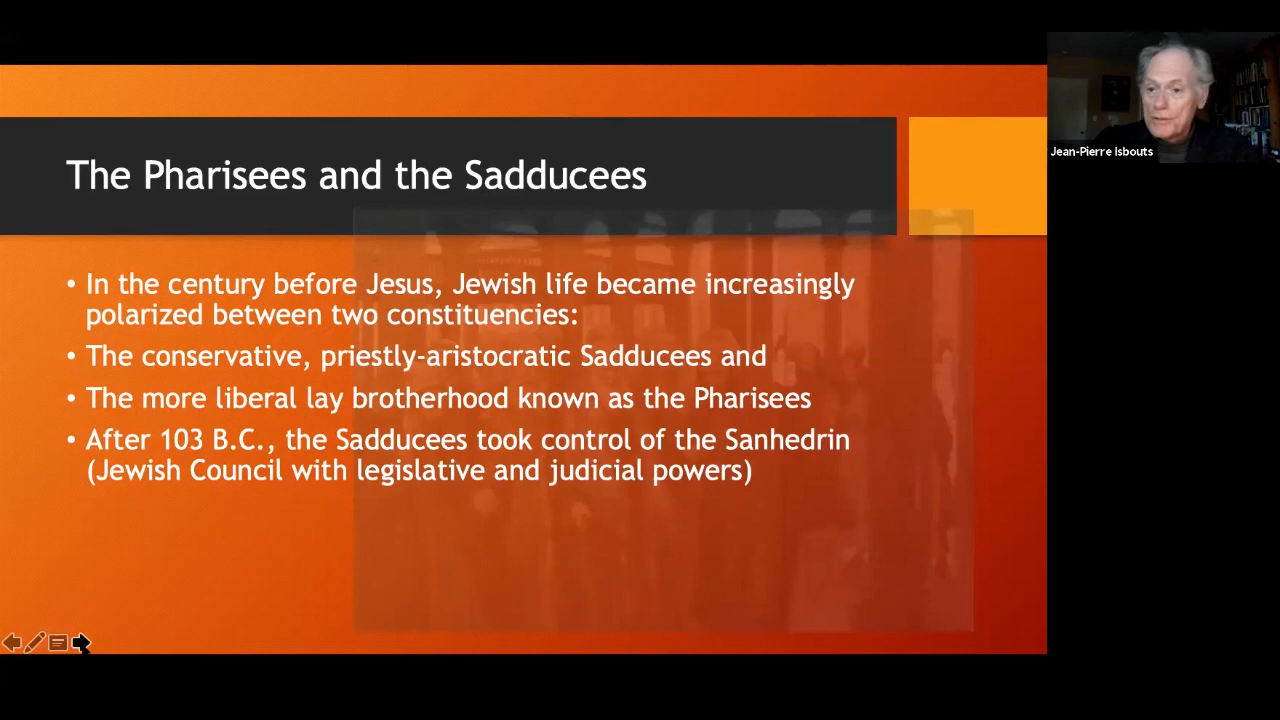 The Pharisees and the Sadducees
• In the century before Jesus, Jewish life became increasingly
polarized between two constituencies:
• The conservative, priestly-aristocratic Sadducees and
• The more liberal lay brotherhood known as the Pharisees
• After 103 B.C., the Sadducees took control of the Sanhedrin
(Jewish Council with legislative and judicial powers)
Jean-Pierre Isbouts